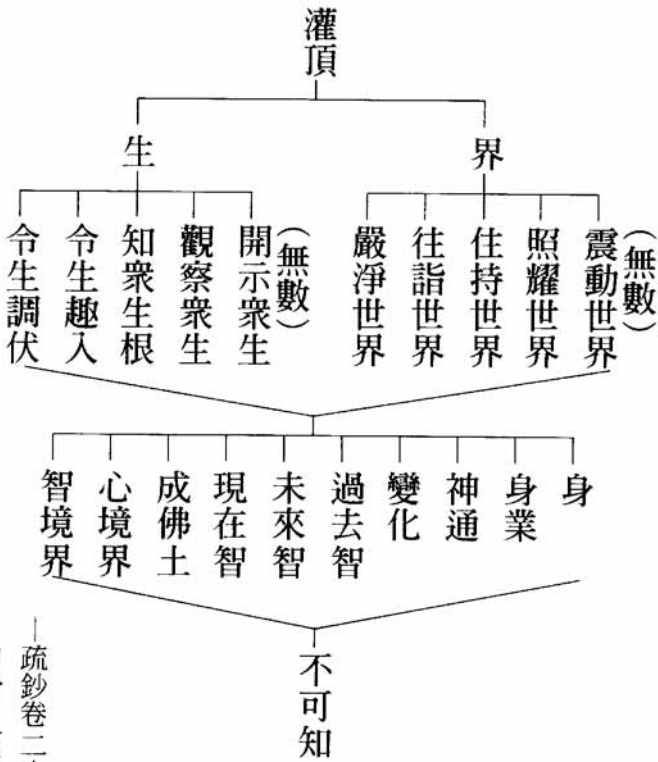 灌頂
界
生
（無數）
震動世界
照耀世界
住持世界
往詣世界
嚴淨世界
（無數）
開示衆生
觀察衆生
知衆生根
令生趣入
令生調伏
身
身業
神通
變化
過去智
未來智
現在智
成佛土
心境界
智境界
不可知
—疏鈔卷二